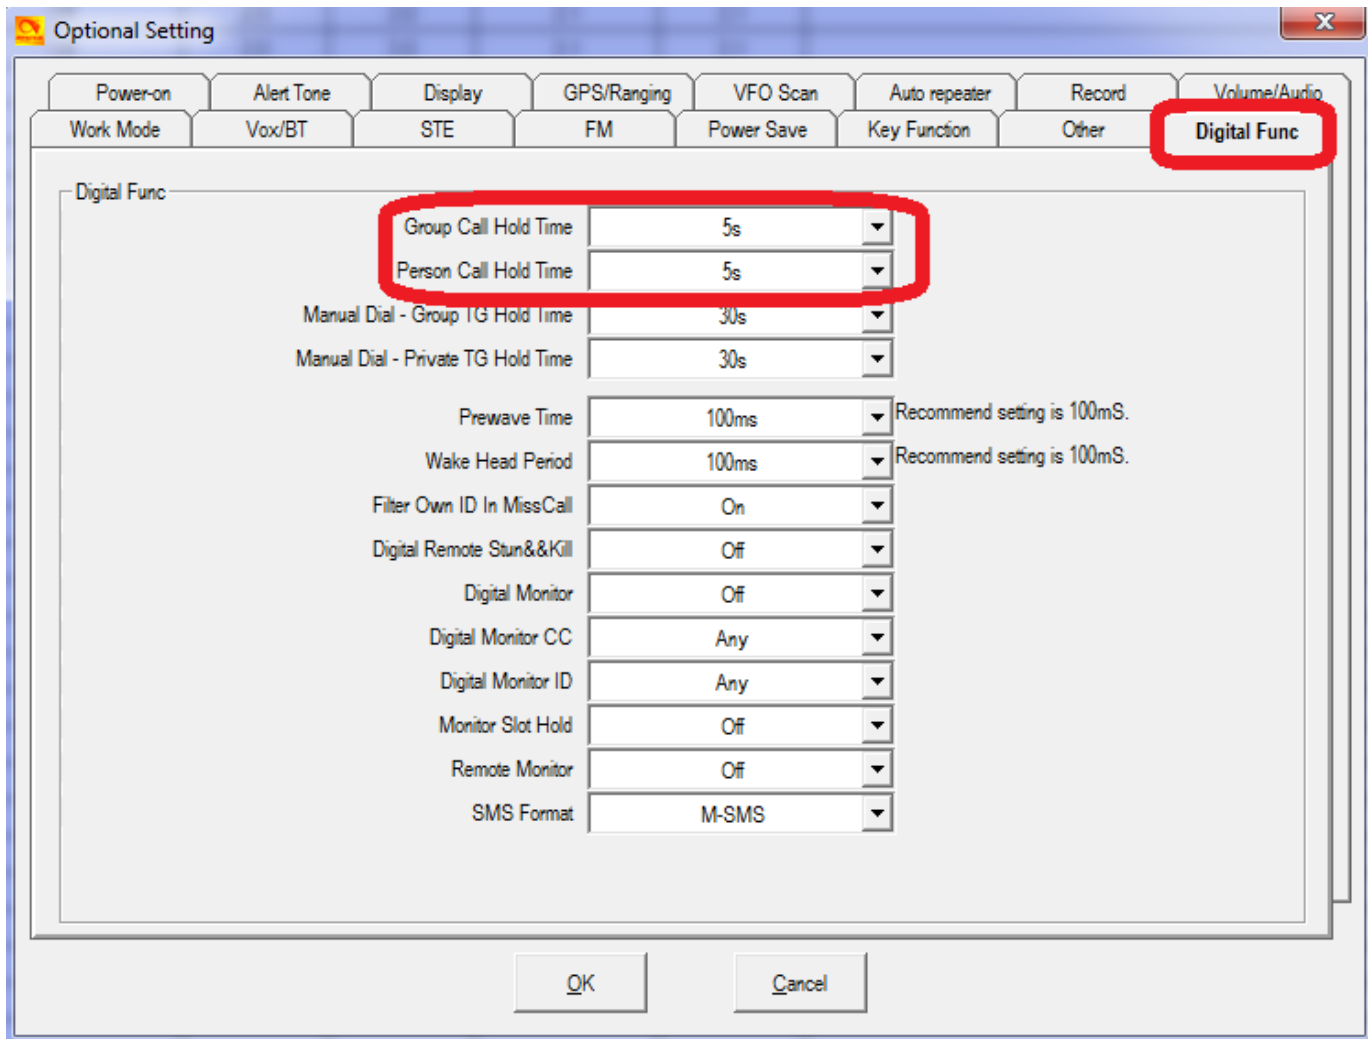 Optional Setting
Power-on Alert Tone Display GPS/Ranging VFO Scan Auto repeater Record Volume/Audio
Work Mode Vox/BT STE FM Power Save Key Function Other Digital Func
Digital Func
Group Call Hold Time 5s
Person Call Hold Time 5s
Manual Dial - Group TG Hold Time 30s
Manual Dial - Private TG Hold Time 30s
Prewave Time 100ms Recommend setting is 100mS.
Wake Head Period 100ms Recommend setting is 100mS.
Filter Own ID In MissCall On
Digital Remote Stun&&Kill Off
Digital Monitor Off
Digital Monitor CC Any
Digital Monitor ID Any
Monitor Slot Hold Off
Remote Monitor Off
SMS Format M-SMS
OK Cancel